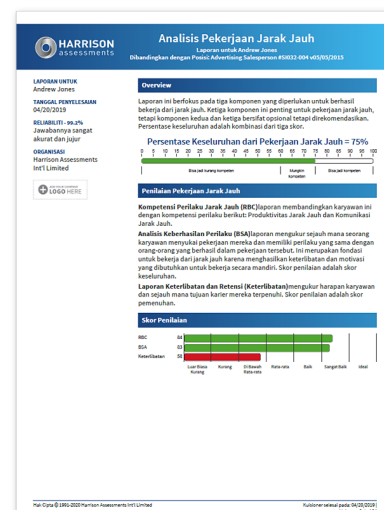 HARRISON
assessments
Analisis Pekerjaan Jarak Jauh
Laporan untuk Andrew Jones
Dibandingkan dengan Posisi: Advertising Salesperson #SI032-004 v05/05/2015
LAPORAN UNTUK
Andrew Jones
TANGGAL PENYELESAIAN
04/20/2019
RELIABILITI - 99.2%
Jawabannya sangat
akurat dan jujur
ORGANISASI
Harrison Assessments
Int'l Limited
LOGO HERE
Overview
Laporan ini berfokus pada tiga komponen yang diperlukan untuk berhasil
bekerja dari jarak jauh. Ketiga komponen ini penting untuk pekerjaan jarak jauh,
tetapi komponen kedua dan ketiga bersifat opsional tetapi direkomendasikan.
Persentase keseluruhan adalah kombinasi dari tiga skor.
Persentase Keseluruhan dari Pekerjaan Jarak Jauh = 75%
0 5 10 15 20 25 30 35 40 45 50 55 60 65 70 75 80 85 90 95 100
Bisa jadi kurang kompeten
Mungkin
kompeten
Bisa jadi kompeten
Penilaian Pekerjaan Jarak Jauh
Kompetensi Perilaku Jarak Jauh (RBC)laporan membandingkan karyawan ini
dengan kompetensi perilaku berikut: Produktivitas Jarak Jauh dan Komunikasi
Jarak Jauh.
Analisis Keberhasilan Perilaku (BSA)laporan mengukur sejauh mana seorang
karyawan menyukai pekerjaan mereka dan memiliki perilaku yang sama dengan
orang-orang yang berhasil dalam pekerjaan tersebut. Ini merupakan fondasi
untuk bekerja dari jarak jauh karena menghasilkan keterlibatan dan motivasi
yang dibutuhkan untuk bekerja secara mandiri. Skor penilaian adalah skor
keseluruhan.
Laporan Keterlibatan dan Retensi (Keterlibatan)mengukur harapan karyawan
dan sejauh mana tujuan karier mereka terpenuhi. Skor penilaian adalah skor
pemenuhan.
Skor Penilaian
RBC 84
BSA 83
Keterlibatan 58
Luar Biasa
Kurang
Kurang
Di Bawah
Rata-rata
Rata-rata
Baik
Sangat Baik
Ideal
Hak Cipta © 1991-2020 Harrison Assessments Int'l Limited
Kuisioner selesai pada: 04/20/2019